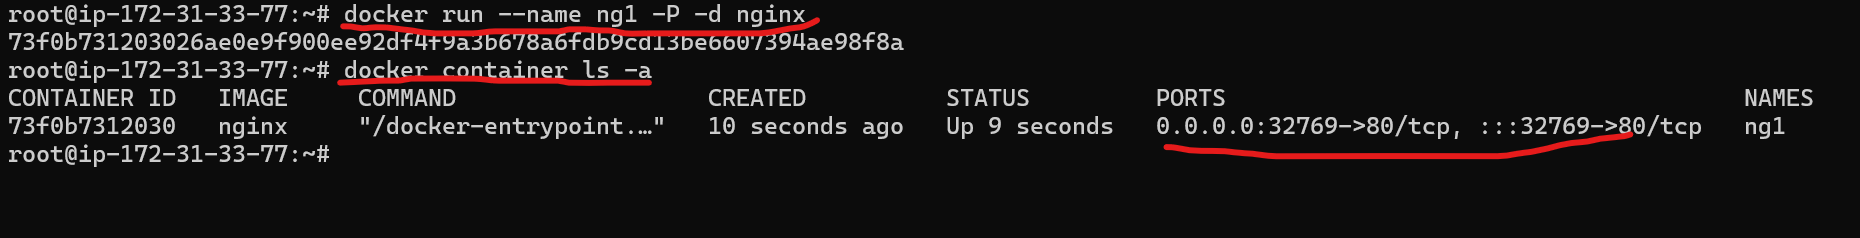 root@ip-172-31-33-77:~# docker run --name ng1 -P -d nginx
73f0b731203026ae0e9f900ee92df4f9a3b678a6fdb9cd13be6607394ae98f8a
root@ip-172-31-33-77:~# docker container ls -a
CONTAINER ID   IMAGE     COMMAND                  CREATED          STATUS         PORTS                                     NAMES
73f0b7312030   nginx     "/docker-entrypoint.…"   10 seconds ago   Up 9 seconds   0.0.0.0:32769->80/tcp, :::32769->80/tcp   ng1
root@ip-172-31-33-77:~#